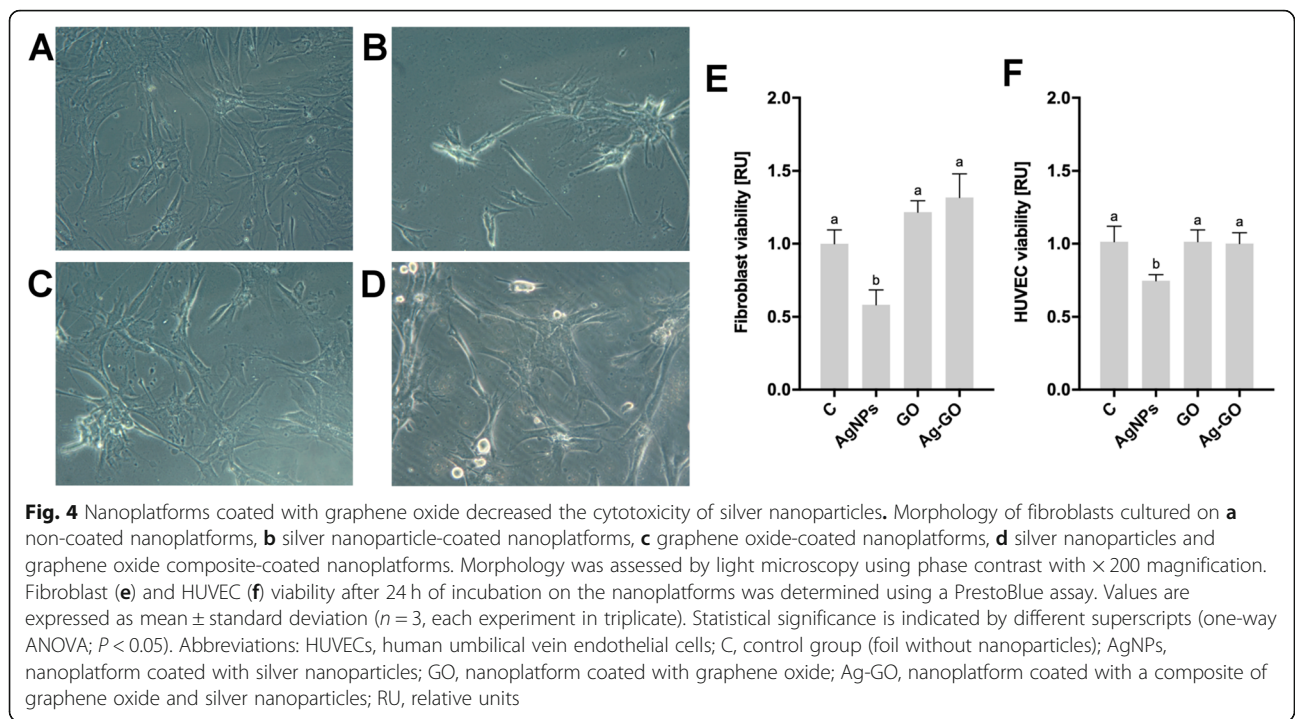 A
B
C
D
E
2.0
1.5
1.0
0.5
0.0
Fibroblast viability [RU]
a
b
a
a
C
AgNPs
GO
Ag-GO
F
2.0
1.5
1.0
0.5
0.0
HUVEC viability [RU]
a
b
a
a
C
AgNPs
GO
Ag-GO
Fig. 4 Nanoplatforms coated with graphene oxide decreased the cytotoxicity of silver nanoparticles. Morphology of fibroblasts cultured on a
non-coated nanoplatforms, b silver nanoparticle-coated nanoplatforms, c graphene oxide-coated nanoplatforms, d silver nanoparticles and
graphene oxide composite-coated nanoplatforms. Morphology was assessed by light microscopy using phase contrast with × 200 magnification.
Fibroblast (e) and HUVEC (f) viability after 24 h of incubation on the nanoplatforms was determined using a PrestoBlue assay. Values are
expressed as mean ± standard deviation (n = 3, each experiment in triplicate). Statistical significance is indicated by different superscripts (one-way
ANOVA; P < 0.05). Abbreviations: HUVECs, human umbilical vein endothelial cells; C, control group (foil without nanoparticles); AgNPs,
nanoplatform coated with silver nanoparticles; GO, nanoplatform coated with graphene oxide; Ag-GO, nanoplatform coated with a composite of
graphene oxide and silver nanoparticles; RU, relative units